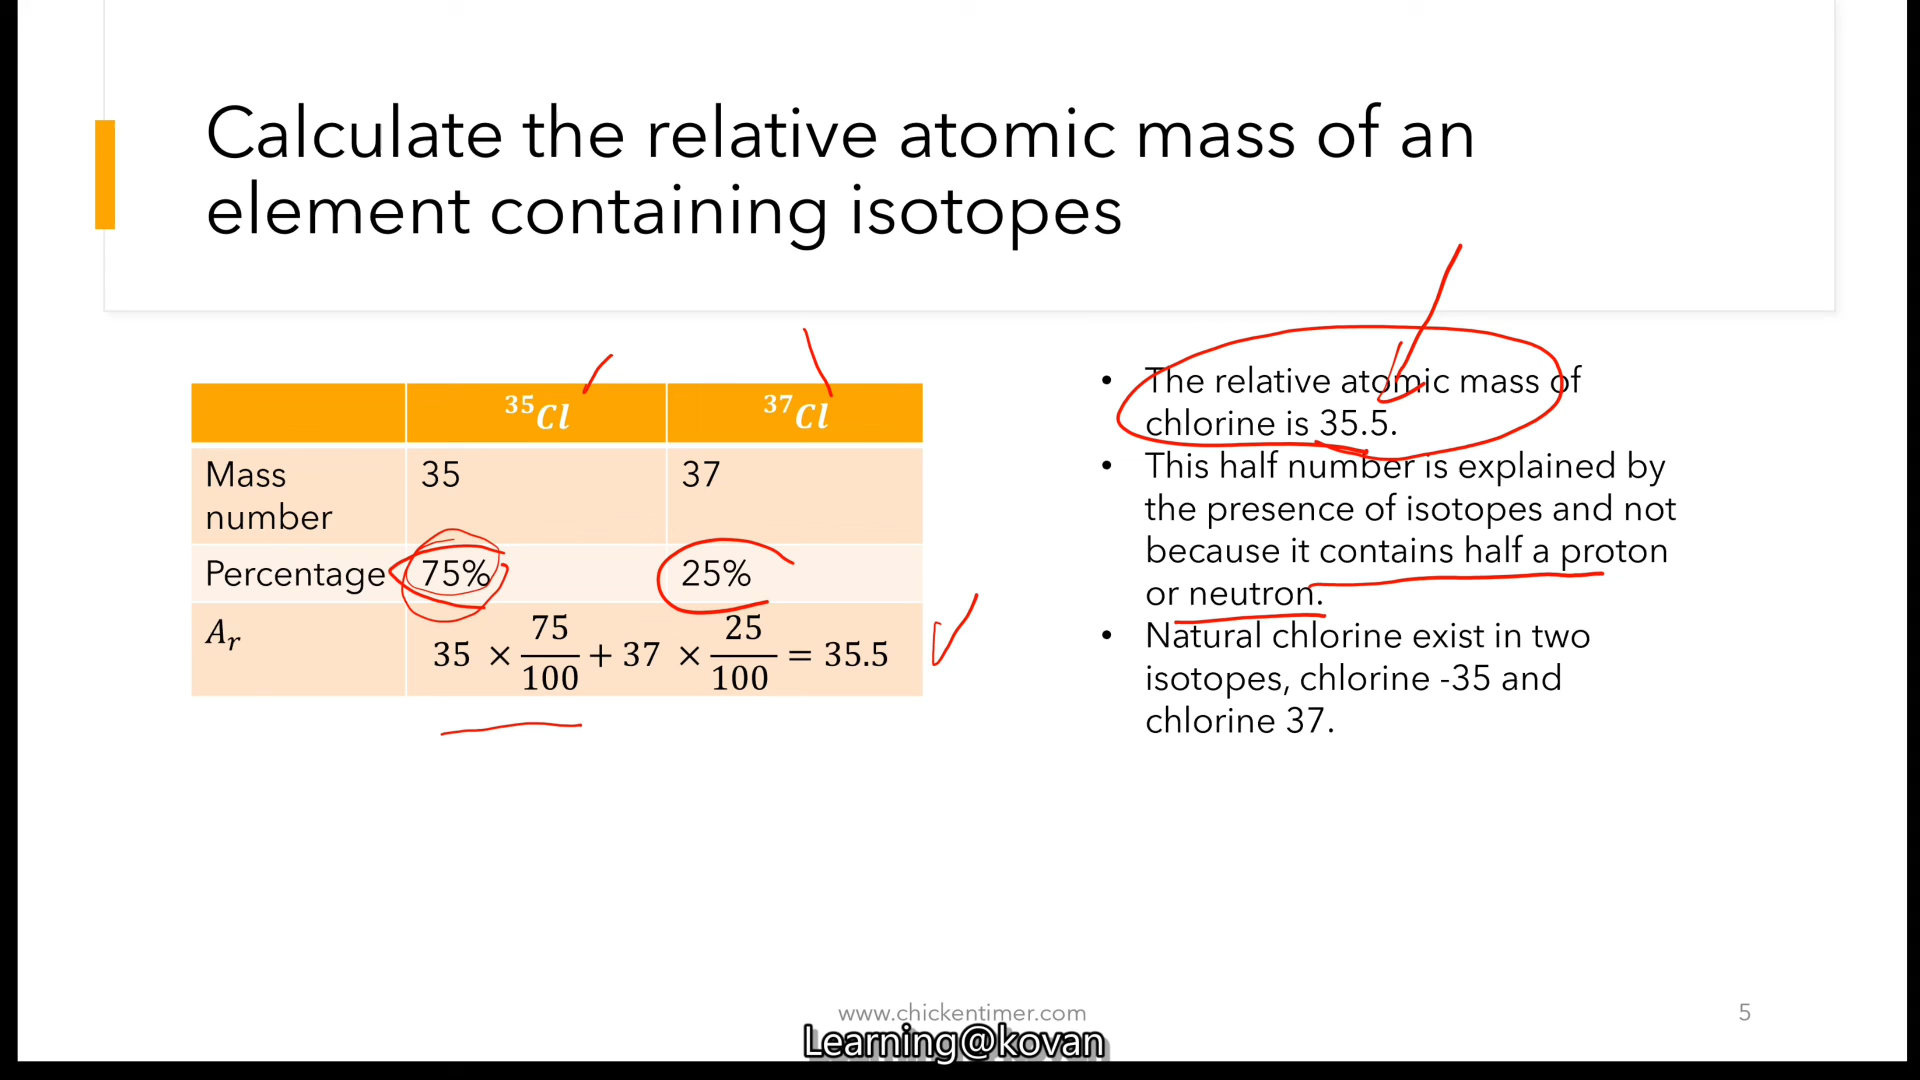 Calculate the relative atomic mass of an
element containing isotopes
³⁵Cl ³⁷Cl
Mass number 35 37
Percentage 75% 25%
Aᵣ 35 × 75/100 + 37 × 25/100 = 35.5
• The relative atomic mass of
chlorine is 35.5.
• This half number is explained by
the presence of isotopes and not
because it contains half a proton
or neutron.
• Natural chlorine exist in two
isotopes, chlorine -35 and
chlorine 37.
www.chickentimer.com
5
Learning@kovan